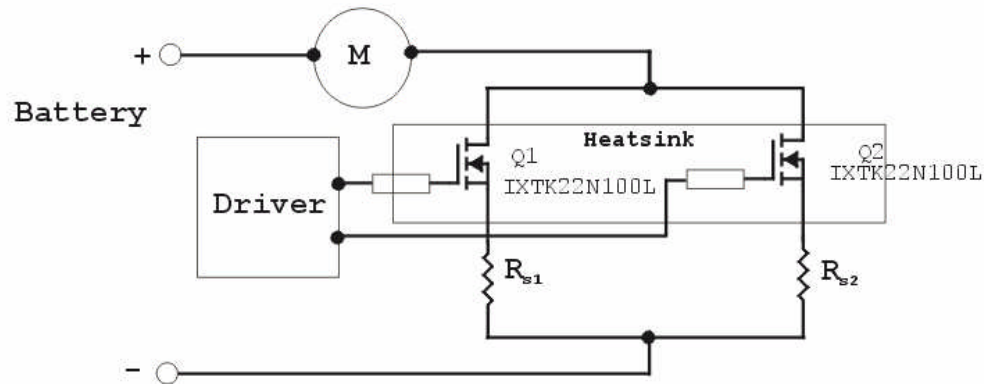 +
M
Battery
Heatsink
Q1
IXTK22N100L
Q2
IXTK22N100L
Driver
Rs1
Rs2
-